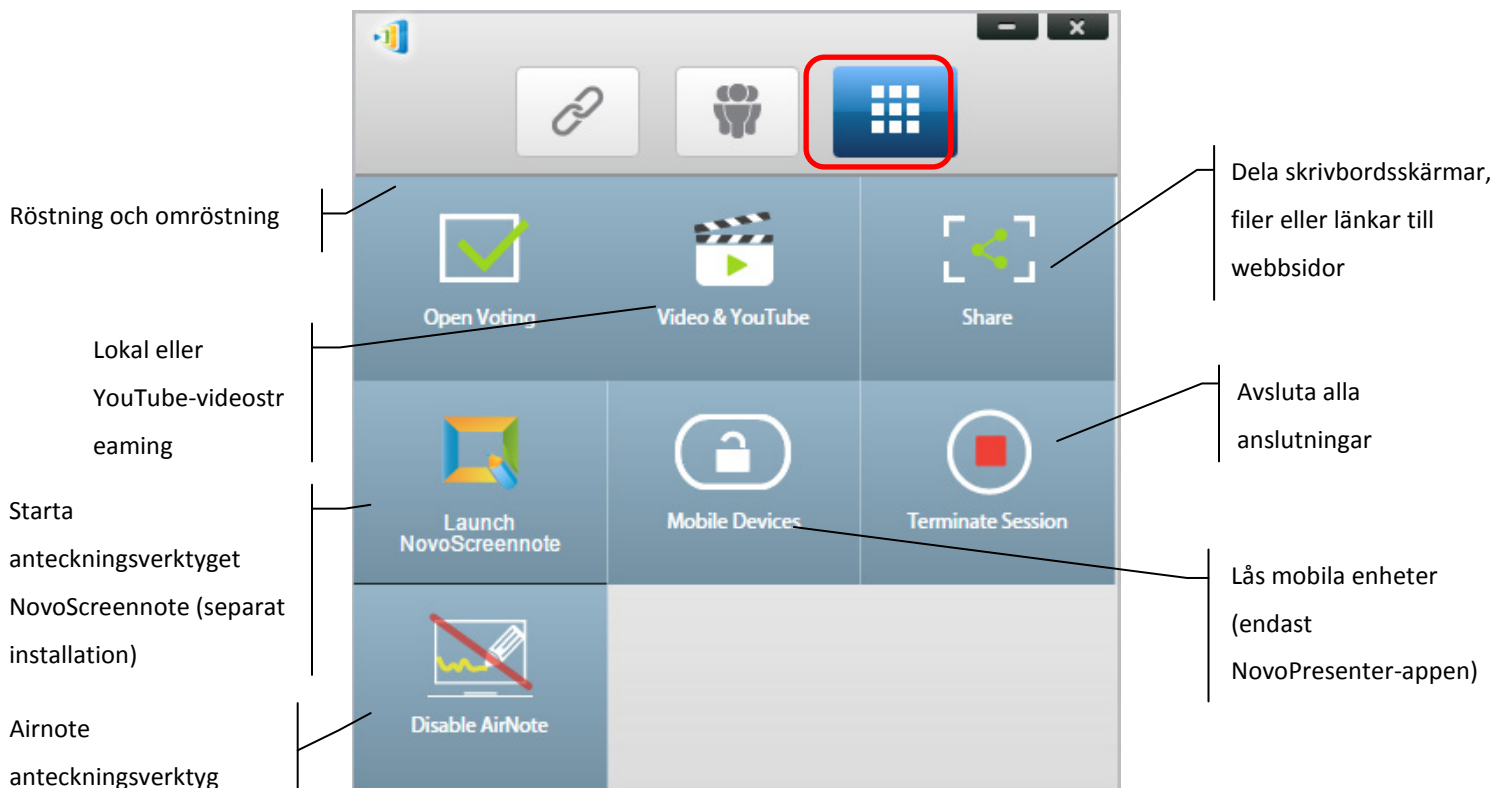 Röstning och omröstning
Lokal eller
YouTube-videostr
eaming
Starta
anteckningsverktyget
NovoScreennote (separat
installation)
Airnote
anteckningsverktyg
Open Voting
Video & YouTube
Share
Launch
NovoScreennote
Mobile Devices
Terminate Session
Disable AirNote
Dela skrivbordsskärmar,
filer eller länkar till
webbsidor
Avsluta alla
anslutningar
Lås mobila enheter
(endast
NovoPresenter-appen)